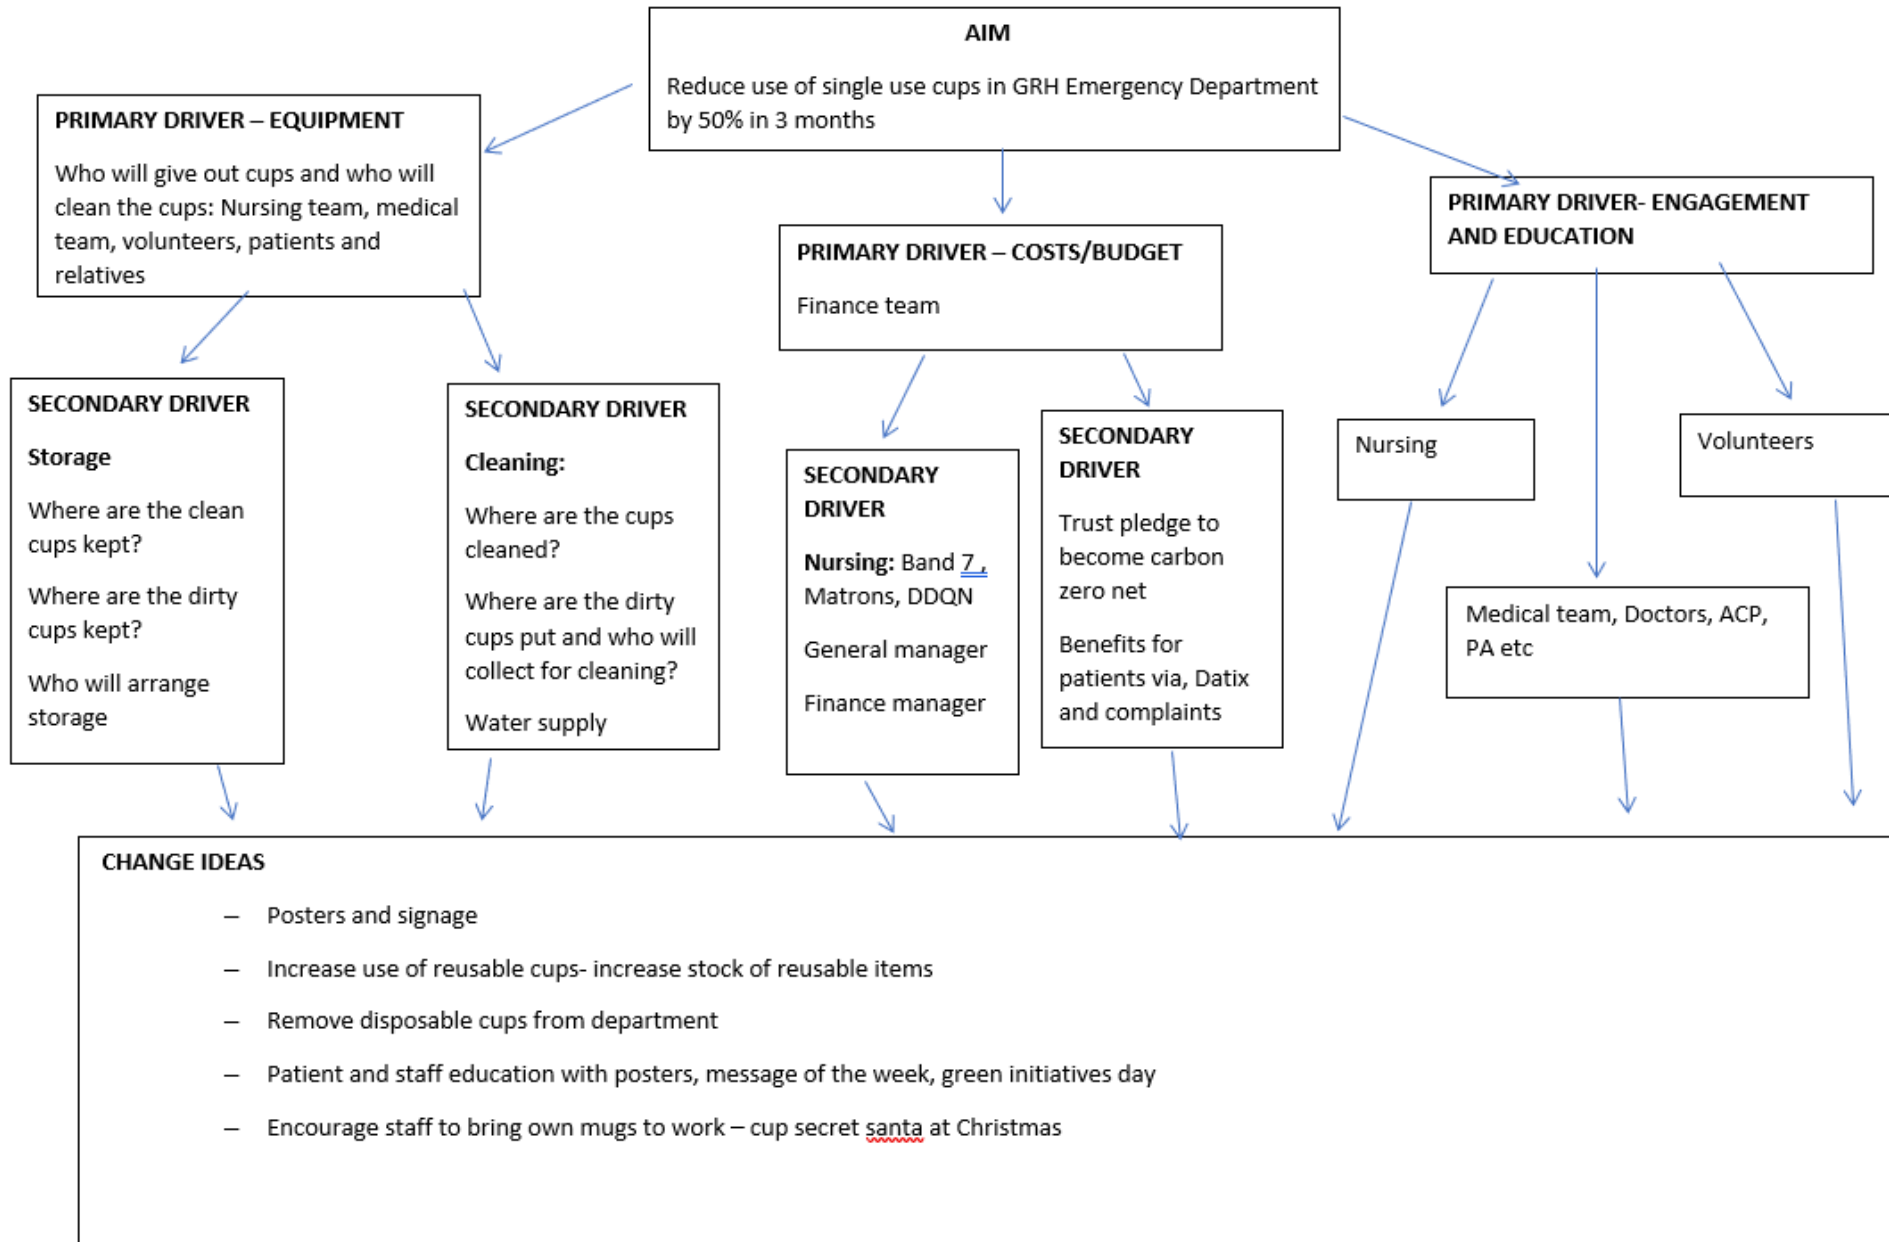 AIM
Reduce use of single use cups in GRH Emergency Department
by 50% in 3 months
PRIMARY DRIVER – EQUIPMENT
Who will give out cups and who will
clean the cups: Nursing team, medical
team, volunteers, patients and
relatives
PRIMARY DRIVER – COSTS/BUDGET
Finance team
PRIMARY DRIVER- ENGAGEMENT
AND EDUCATION
SECONDARY DRIVER
Storage
Where are the clean
cups kept?
Where are the dirty
cups kept?
Who will arrange
storage
SECONDARY DRIVER
Cleaning:
Where are the cups
cleaned?
Where are the dirty
cups put and who will
collect for cleaning?
Water supply
SECONDARY
DRIVER
Nursing: Band 7 ,
Matrons, DDQN
General manager
Finance manager
SECONDARY
DRIVER
Trust pledge to
become carbon
zero net
Benefits for
patients via, Datix
and complaints
Nursing
Medical team, Doctors, ACP,
PA etc
Volunteers
CHANGE IDEAS
– Posters and signage
– Increase use of reusable cups- increase stock of reusable items
– Remove disposable cups from department
– Patient and staff education with posters, message of the week, green initiatives day
– Encourage staff to bring own mugs to work – cup secret santa at Christmas